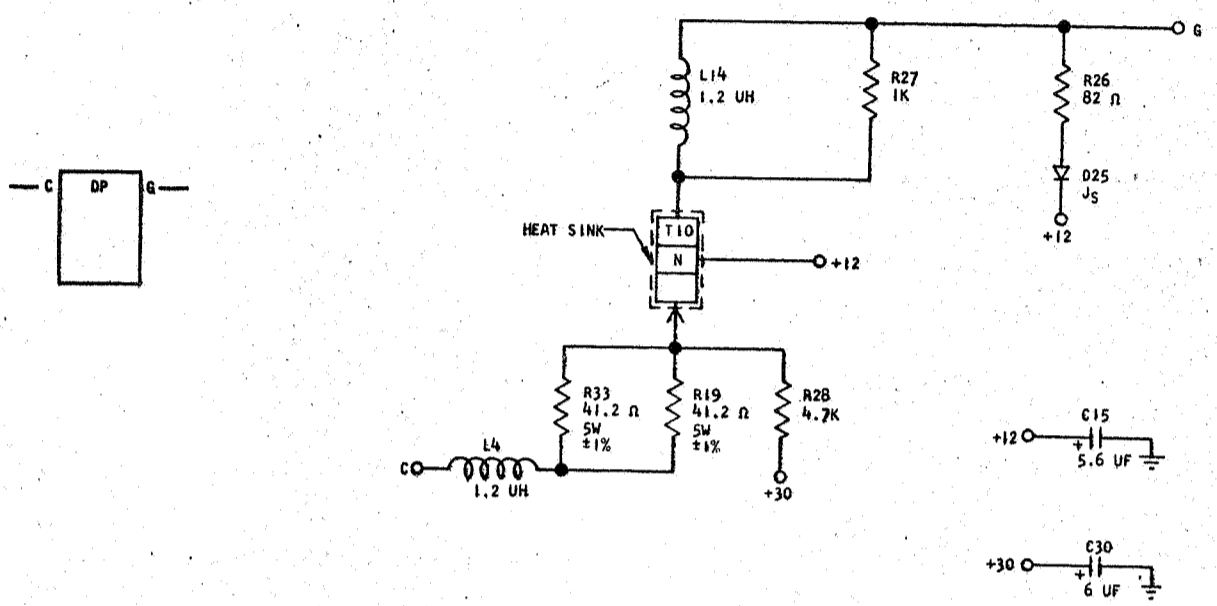 C DP G
G
L14
1.2 UH
R27
1K
R26
82 Ω
D25
JS
+12
HEAT SINK
T10
N
+12
R33
41.2 Ω
5W
±1%
R19
41.2 Ω
5W
±1%
R28
4.7K
+30
C
L4
1.2 UH
C15
+12
+
5.6 UF
C30
+30
+
6 UF